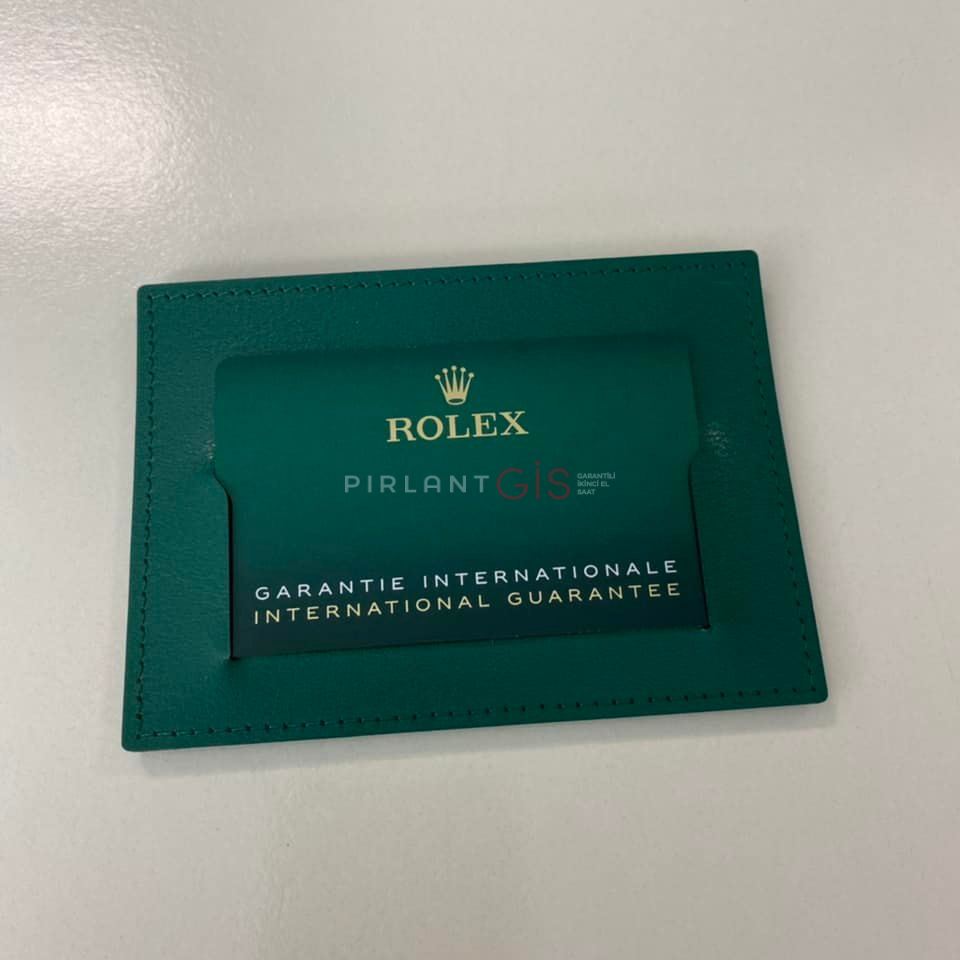 ROLEX
PIRLANTGİS
GARANTİLİ
İKİNCİ EL
SAAT
GARANTIE INTERNATIONALE
INTERNATIONAL GUARANTEE